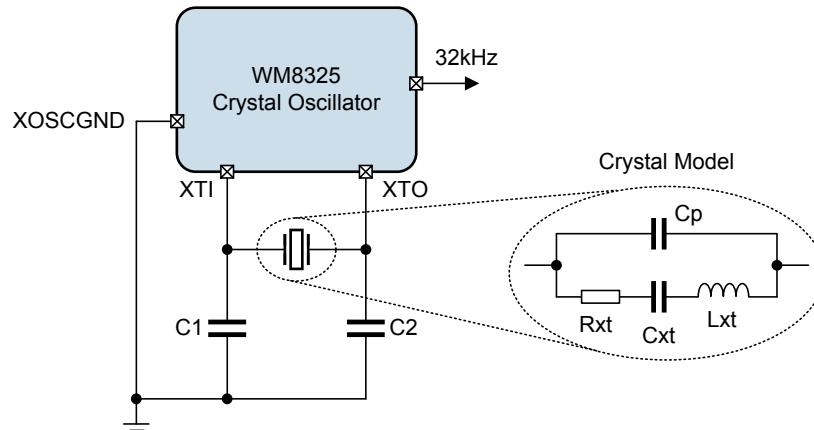 32kHz
WM8325
Crystal Oscillator
XOSCGND
XTI
XTO
Crystal Model
Cp
C1
C2
Rxt
Cxt
Lxt